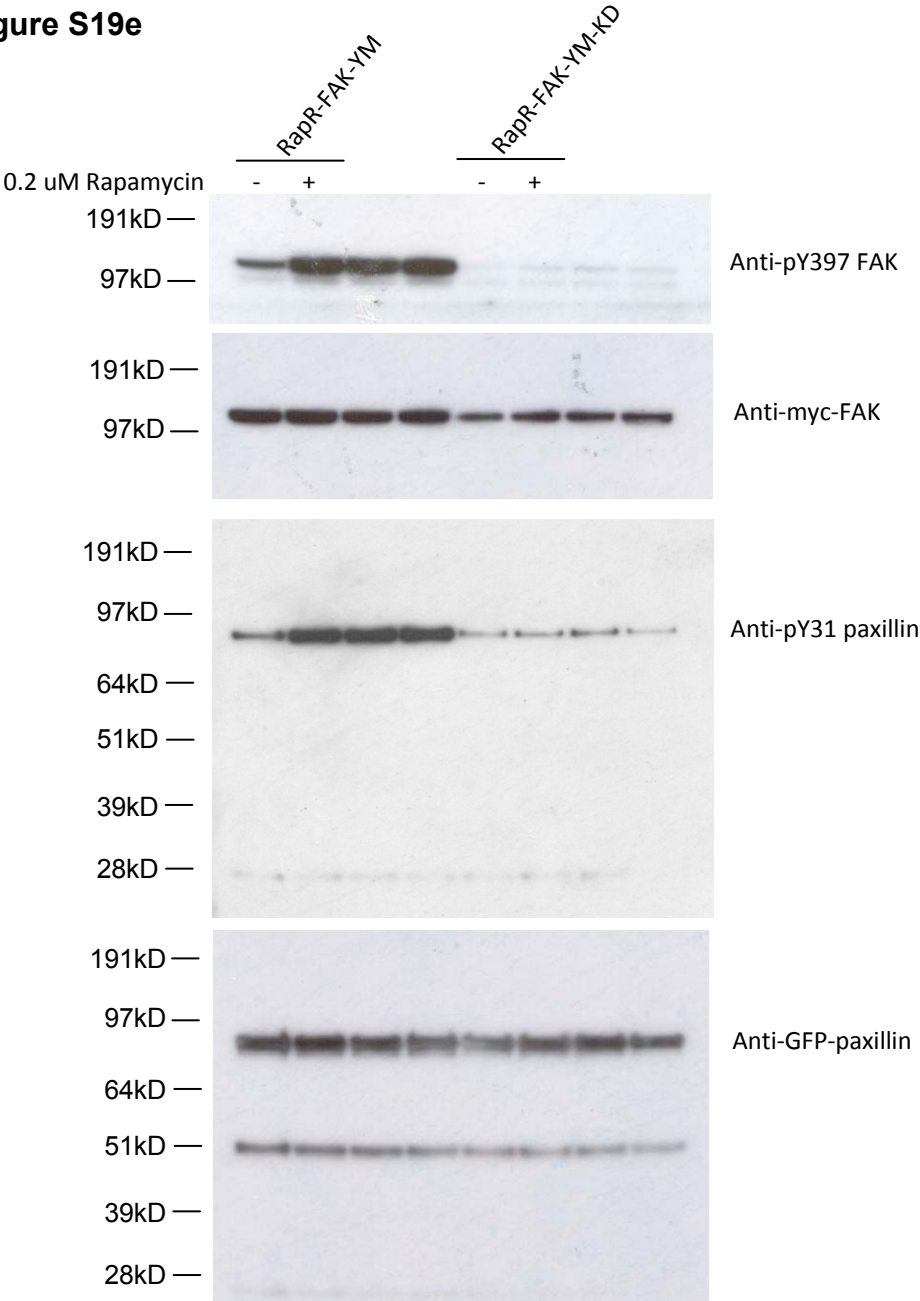 gure S19e
RapR-FAK-YM
RapR-FAK-YM-KD
0.2 uM Rapamycin - + - +
191kD
97kD
Anti-pY397 FAK
191kD
97kD
Anti-myc-FAK
191kD
97kD
64kD
51kD
39kD
28kD
Anti-pY31 paxillin
191kD
97kD
64kD
51kD
39kD
28kD
Anti-GFP-paxillin